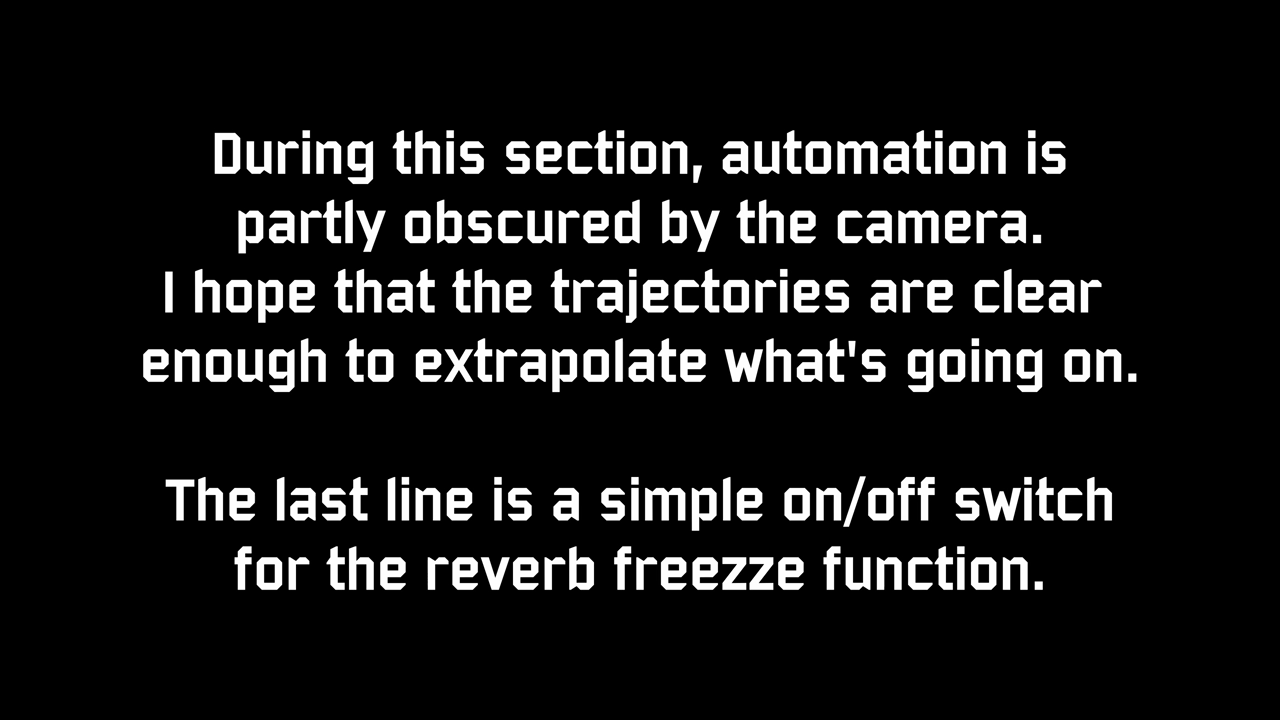 During this section, automation is
partly obscured by the camera.
I hope that the trajectories are clear
enough to extrapolate what's going on.
The last line is a simple on/off switch
for the reverb freezze function.